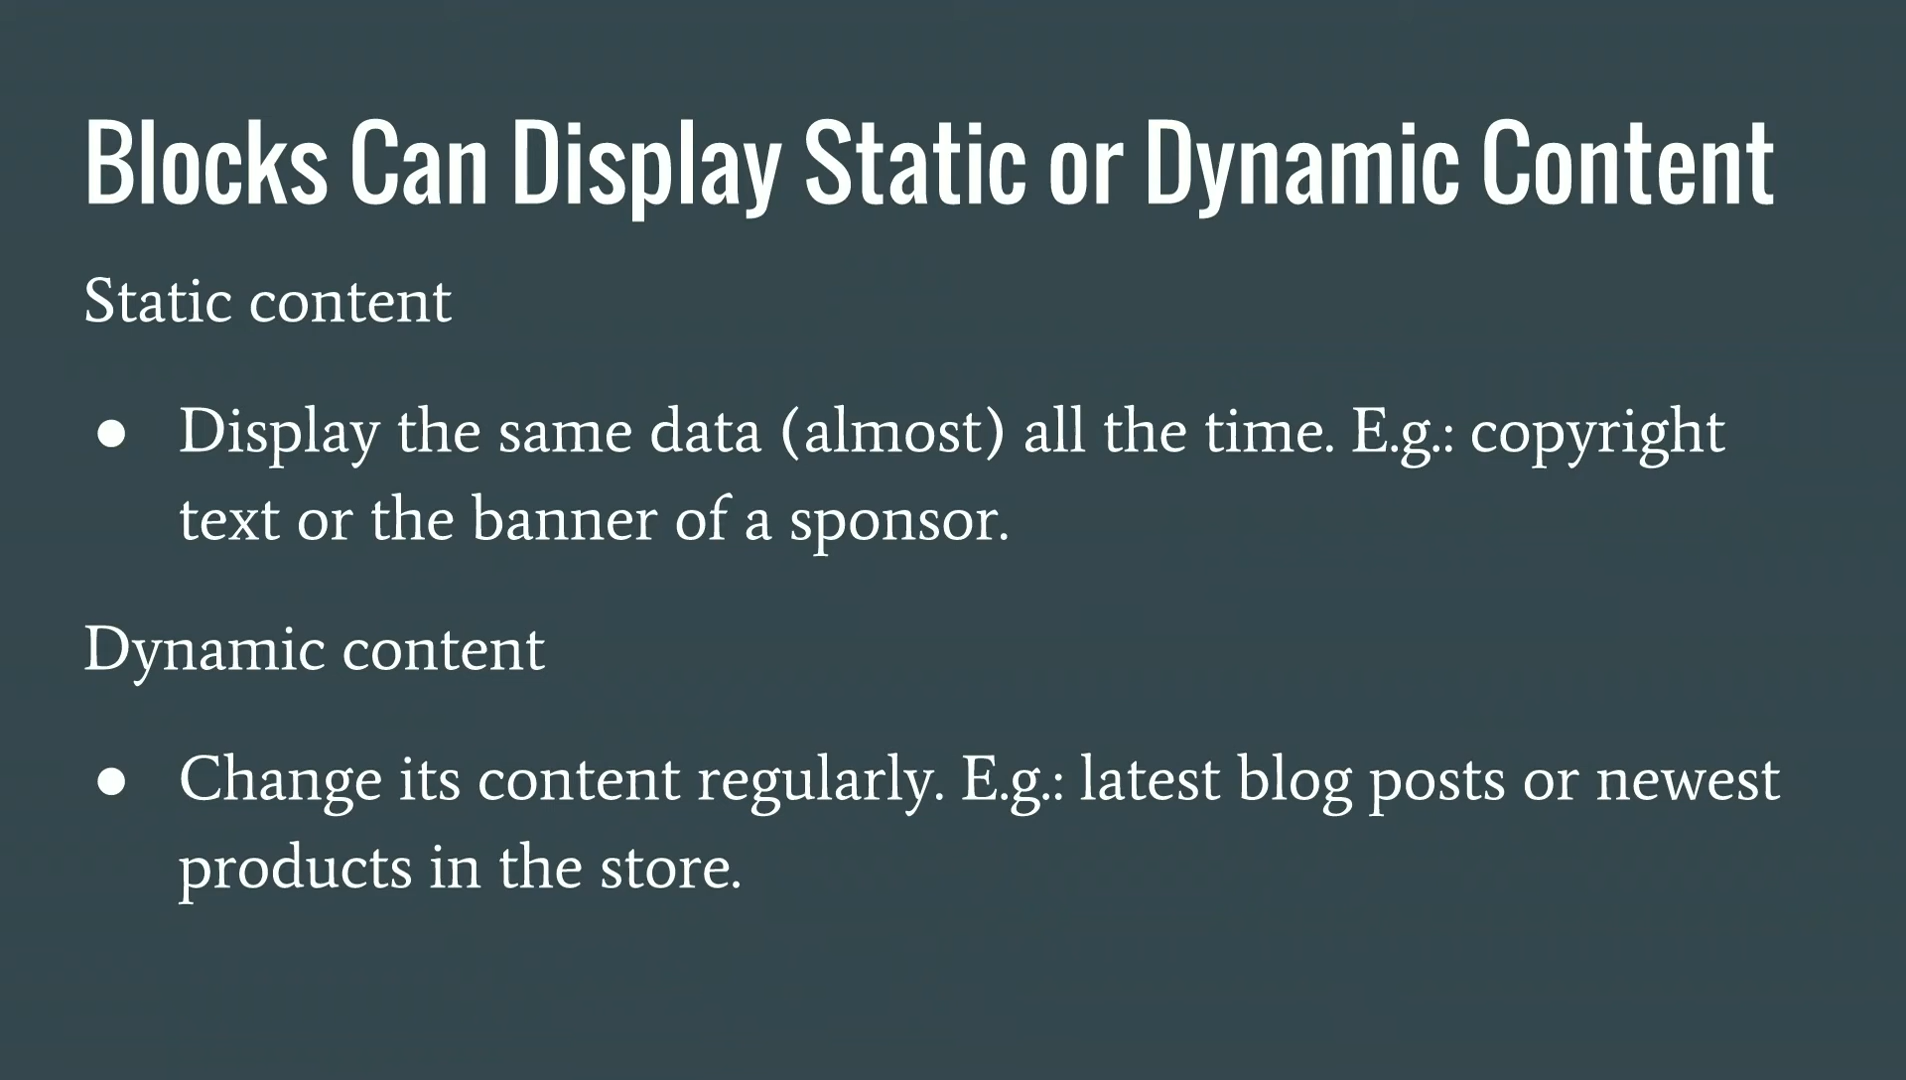 Blocks Can Display Static or Dynamic Content
Static content
● Display the same data (almost) all the time. E.g.: copyright
text or the banner of a sponsor.
Dynamic content
● Change its content regularly. E.g.: latest blog posts or newest
products in the store.